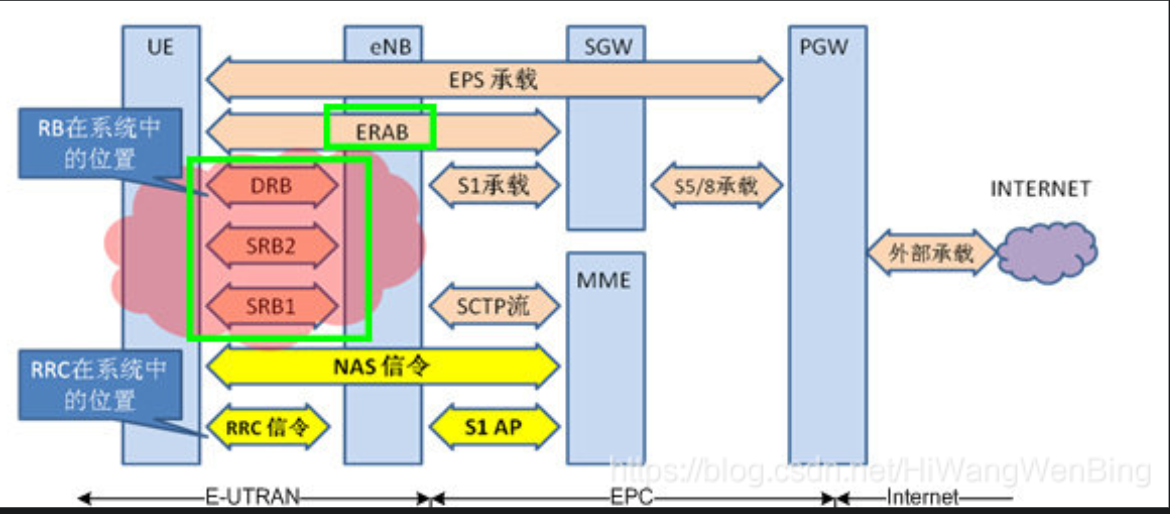 UE
eNB
SGW
PGW
EPS 承载
RB在系统中
的位置
ERAB
DRB
S1承载
S5/8承载
INTERNET
SRB2
外部承载
MME
SRB1
SCTP流
RRC在系统中
的位置
NAS 信令
RRC 信令
S1 AP
https://blog.csdn.net/HiWangWenBing
E-UTRAN
EPC
Internet